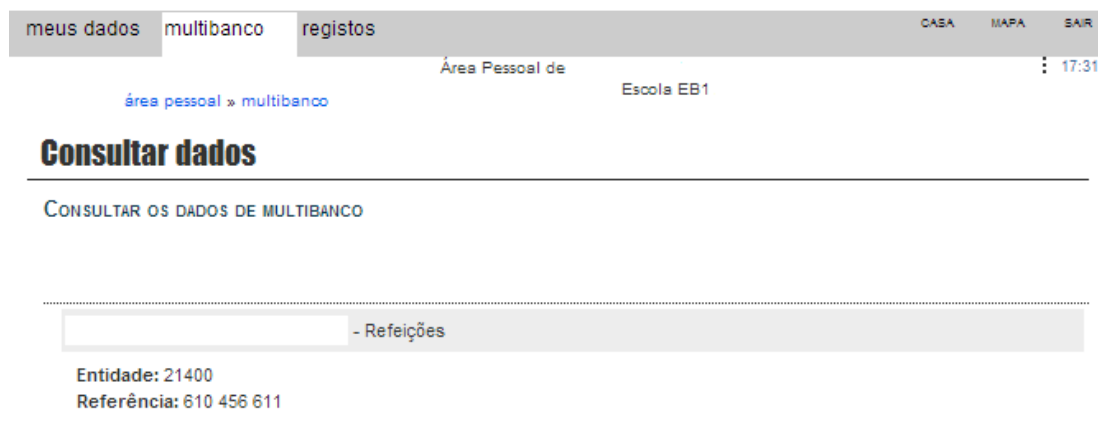 meus dados multibanco registos CASA MAPA SAIR
Área Pessoal de 17:31
Escola EB1
área pessoal » multibanco
Consultar dados
CONSULTAR OS DADOS DE MULTIBANCO
- Refeições
Entidade: 21400
Referência: 610 456 611